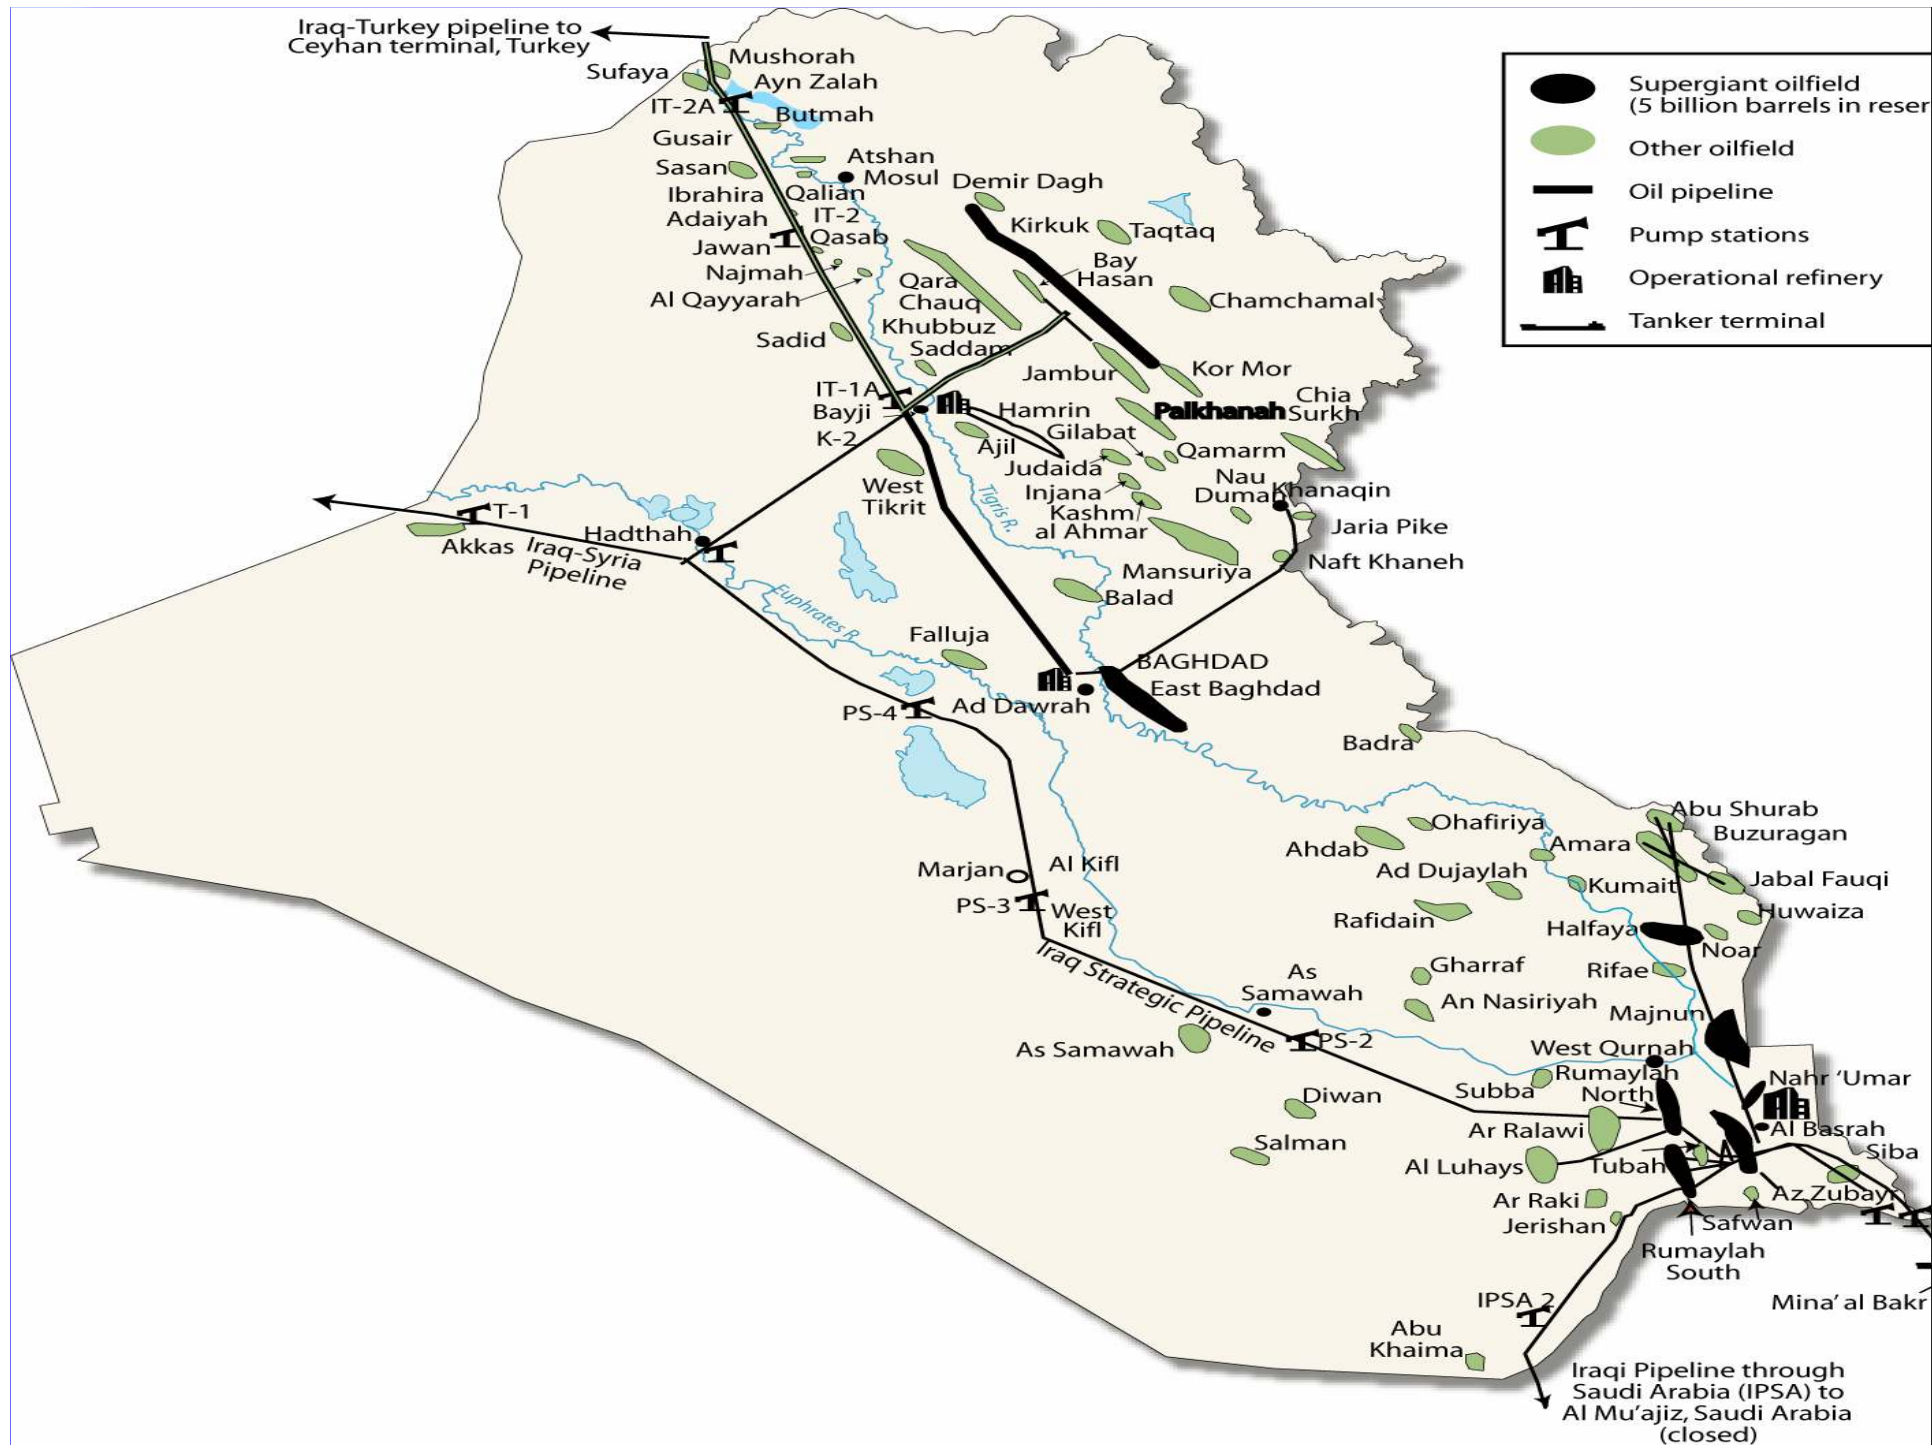 Iraq-Turkey pipeline to
Ceyhan terminal, Turkey
Mushorah
Sufaya
Ayn Zalah
IT-2A
Butmah
Gusair
Atshan
Sasan
Mosul
Demir Dagh
Ibrahira
Qalian
Adaiyah
IT-2
Kirkuk
Taqtaq
Jawan
Qasab
Najmah
Bay
Hasan
Al Qayyarah
Qara
Chauq
Chamchamal
Khubbuz
Sadid
Saddam
Jambur
Kor Mor
IT-1A
Bayji
Hamrin
Palkhanah
Chia
Surkh
K-2
Gilabat
Ajil
Qamarm
Judaida
West
Tikrit
Injana
Nau
Dumah
Khanaqin
Kashm
al Ahmar
Tigris R.
T-1
Hadthah
Jaria Pike
Akkas
Iraq-Syria
Pipeline
Naft Khaneh
Mansuriya
Balad
Euphrates R
Falluja
BAGHDAD
East Baghdad
PS-4
Ad Dawrah
Badra
Abu Shurab
Ohafiriya
Buzuragan
Ahdab
Amara
Marjan
Al Kifl
Ad Dujaylah
Kumait
Jabal Fauqi
PS-3
West
Kifl
Rafidain
Huwaiza
Halfaya
Noar
Iraq Strategic Pipeline
As
Samawah
Gharraf
Rifae
An Nasiriyah
Majnun
As Samawah
PS-2
West Qurnah
Subba
Rumaylah
North
Nahr ‘Umar
Diwan
Ar Ralawi
Al Basrah
Salman
Al Luhays
Tubah
Siba
Ar Raki
Az Zubayr
Jerishan
Safwan
Rumaylah
South
IPSA 2
Mina’ al Bakr
Abu
Khaima
Iraqi Pipeline through
Saudi Arabia (IPSA) to
Al Mu’ajiz, Saudi Arabia
(closed)
Supergiant oilfield
(5 billion barrels in reser
Other oilfield
Oil pipeline
Pump stations
Operational refinery
Tanker terminal